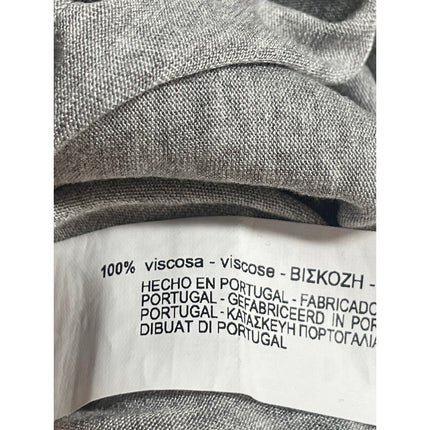 100% viscosa - viscose - ΒΙΣΚΟΖΗ -
HECHO EN PORTUGAL - FABRICADO
PORTUGAL - GEFABRICEERD IN POR
PORTUGAL - ΚΑΤΑΣΚΕΥΗ ΠΟΡΤΟΓΑΛΙΑ
DIBUAT DI PORTUGAL